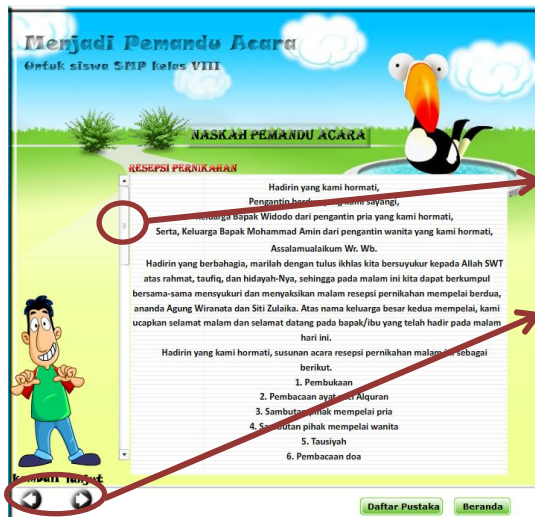 Menjadi Pemandu Acara
Untuk siswa SMP kelas VIII
NASKAH PEMANDU ACARA
RESEPSI PERNIKAHAN
Hadirin yang kami hormati,
Pengantin berdua yang kami sayangi,
Keluarga Bapak Widodo dari pengantin pria yang kami hormati,
Serta, Keluarga Bapak Mohammad Amin dari pengantin wanita yang kami hormati,
Assalamualaikum Wr. Wb.
Hadirin yang berbahagia, marilah dengan tulus ikhlas kita bersuyukur kepada Allah SWT
atas rahmat, taufiq, dan hidayah-Nya, sehingga pada malam ini kita dapat berkumpul
bersama-sama mensyukuri dan menyaksikan malam resepsi pernikahan mempelai berdua,
ananda Agung Wiranata dan Siti Zulaika. Atas nama keluarga besar kedua mempelai, kami
ucapkan selamat malam dan selamat datang pada bapak/ibu yang telah hadir pada malam
hari ini.
Hadirin yang kami hormati, susunan acara resepsi pernikahan malam ini sebagai
berikut.
1. Pembukaan
2. Pembacaan ayat suci Alquran
3. Sambutan pihak mempelai pria
4. Sambutan pihak mempelai wanita
5. Tausiyah
6. Pembacaan doa
Kembali lanjut
Daftar Pustaka Beranda